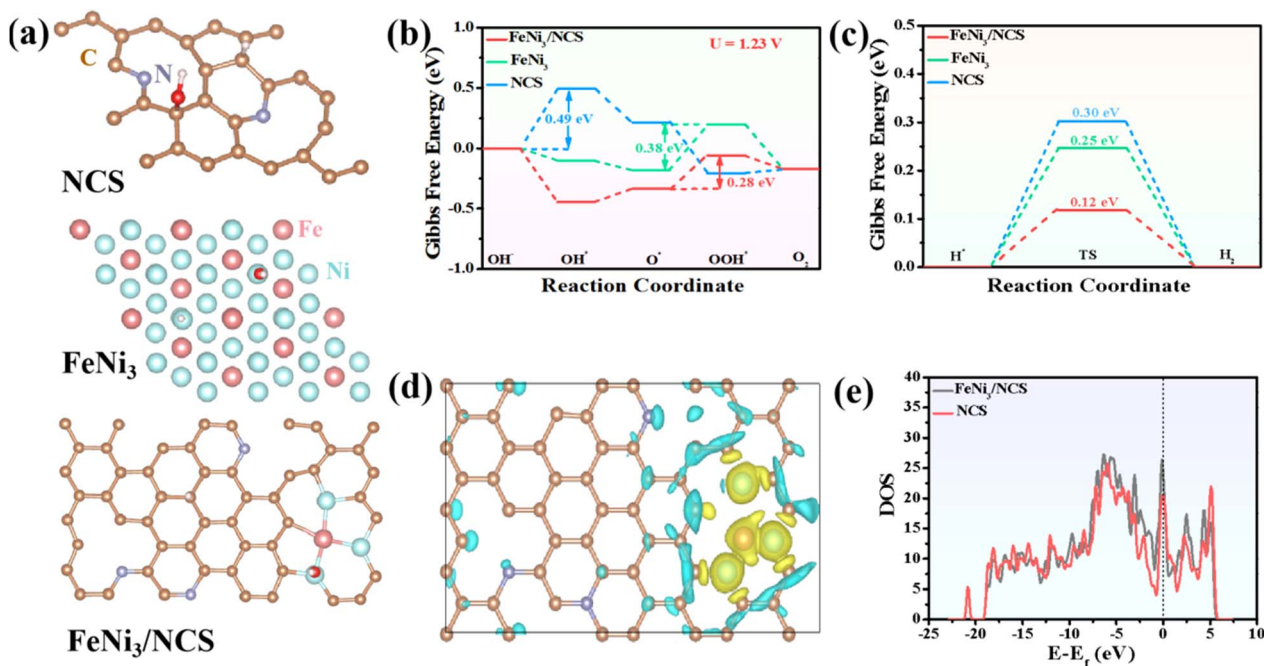 (a)
C
N
NCS
Fe
Ni
FeNi₃
FeNi₃/NCS
(b)
Gibbs Free Energy (eV)
1.0
0.5
0.0
-0.5
-1.0
FeNi₃/NCS
FeNi₃
NCS
U = 1.23 V
0.49 eV
0.38 eV
0.28 eV
OH⁻
OH*
O*
OOH*
O₂
Reaction Coordinate
(c)
Gibbs Free Energy (eV)
0.5
0.4
0.3
0.2
0.1
0.0
FeNi₃/NCS
FeNi₃
NCS
0.30 eV
0.25 eV
0.12 eV
H*
TS
H₂
Reaction Coordinate
(d)
(e)
DOS
40
35
30
25
20
15
10
5
0
FeNi₃/NCS
NCS
-25 -20 -15 -10 -5 0 5 10
E-E_f (eV)